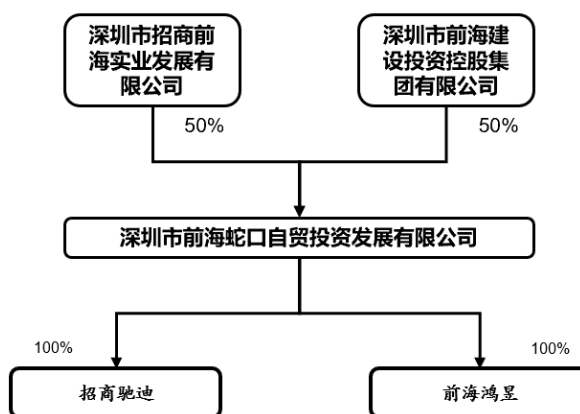 深圳市招商前
海实业发展有
限公司
深圳市前海建
设投资控股集
团有限公司
50%
50%
深圳市前海蛇口自贸投资发展有限公司
100%
100%
招商驰迪
前海鸿昱